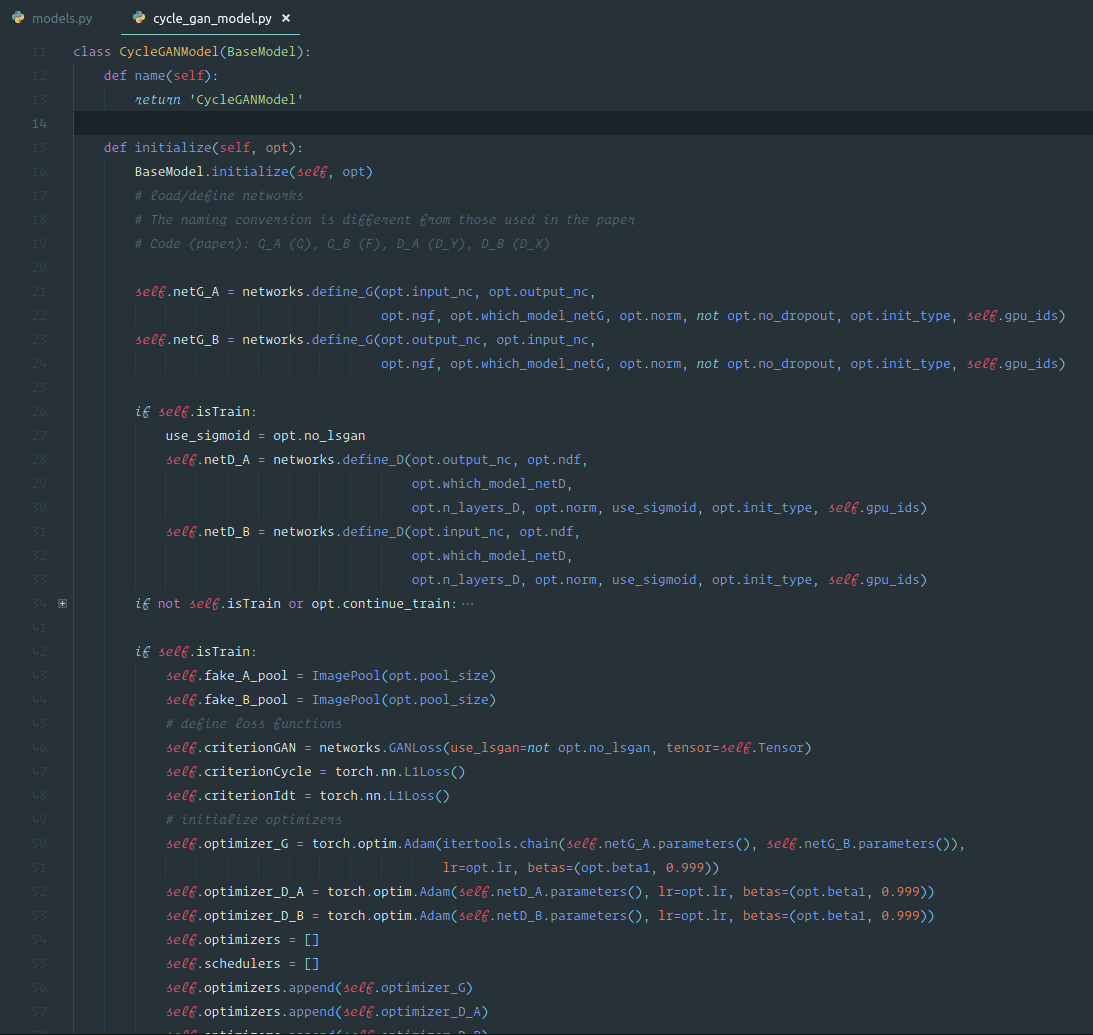 models.py cycle_gan_model.py ×
11 class CycleGANModel(BaseModel):
12 def name(self):
13 return 'CycleGANModel'
14
15 def initialize(self, opt):
16 BaseModel.initialize(self, opt)
17 # load/define networks
18 # The naming conversion is different from those used in the paper
19 # Code (paper): G_A (G), G_B (F), D_A (D_Y), D_B (D_X)
20
21 self.netG_A = networks.define_G(opt.input_nc, opt.output_nc,
22 opt.ngf, opt.which_model_netG, opt.norm, not opt.no_dropout, opt.init_type, self.gpu_ids)
23 self.netG_B = networks.define_G(opt.output_nc, opt.input_nc,
24 opt.ngf, opt.which_model_netG, opt.norm, not opt.no_dropout, opt.init_type, self.gpu_ids)
25
26 if self.isTrain:
27 use_sigmoid = opt.no_lsgan
28 self.netD_A = networks.define_D(opt.output_nc, opt.ndf,
29 opt.which_model_netD,
30 opt.n_layers_D, opt.norm, use_sigmoid, opt.init_type, self.gpu_ids)
31 self.netD_B = networks.define_D(opt.input_nc, opt.ndf,
32 opt.which_model_netD,
33 opt.n_layers_D, opt.norm, use_sigmoid, opt.init_type, self.gpu_ids)
34 if not self.isTrain or opt.continue_train: ···
41
42 if self.isTrain:
43 self.fake_A_pool = ImagePool(opt.pool_size)
44 self.fake_B_pool = ImagePool(opt.pool_size)
45 # define loss functions
46 self.criterionGAN = networks.GANLoss(use_lsgan=not opt.no_lsgan, tensor=self.Tensor)
47 self.criterionCycle = torch.nn.L1Loss()
48 self.criterionIdt = torch.nn.L1Loss()
49 # initialize optimizers
50 self.optimizer_G = torch.optim.Adam(itertools.chain(self.netG_A.parameters(), self.netG_B.parameters()),
51 lr=opt.lr, betas=(opt.beta1, 0.999))
52 self.optimizer_D_A = torch.optim.Adam(self.netD_A.parameters(), lr=opt.lr, betas=(opt.beta1, 0.999))
53 self.optimizer_D_B = torch.optim.Adam(self.netD_B.parameters(), lr=opt.lr, betas=(opt.beta1, 0.999))
54 self.optimizers = []
55 self.schedulers = []
56 self.optimizers.append(self.optimizer_G)
57 self.optimizers.append(self.optimizer_D_A)